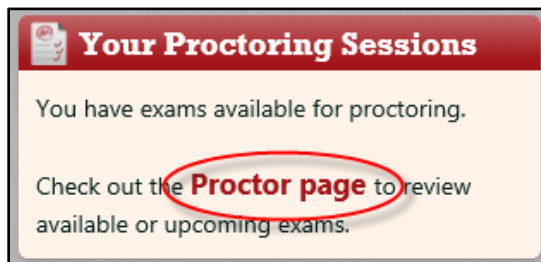 Your Proctoring Sessions
You have exams available for proctoring.
Check out the Proctor page to review
available or upcoming exams.